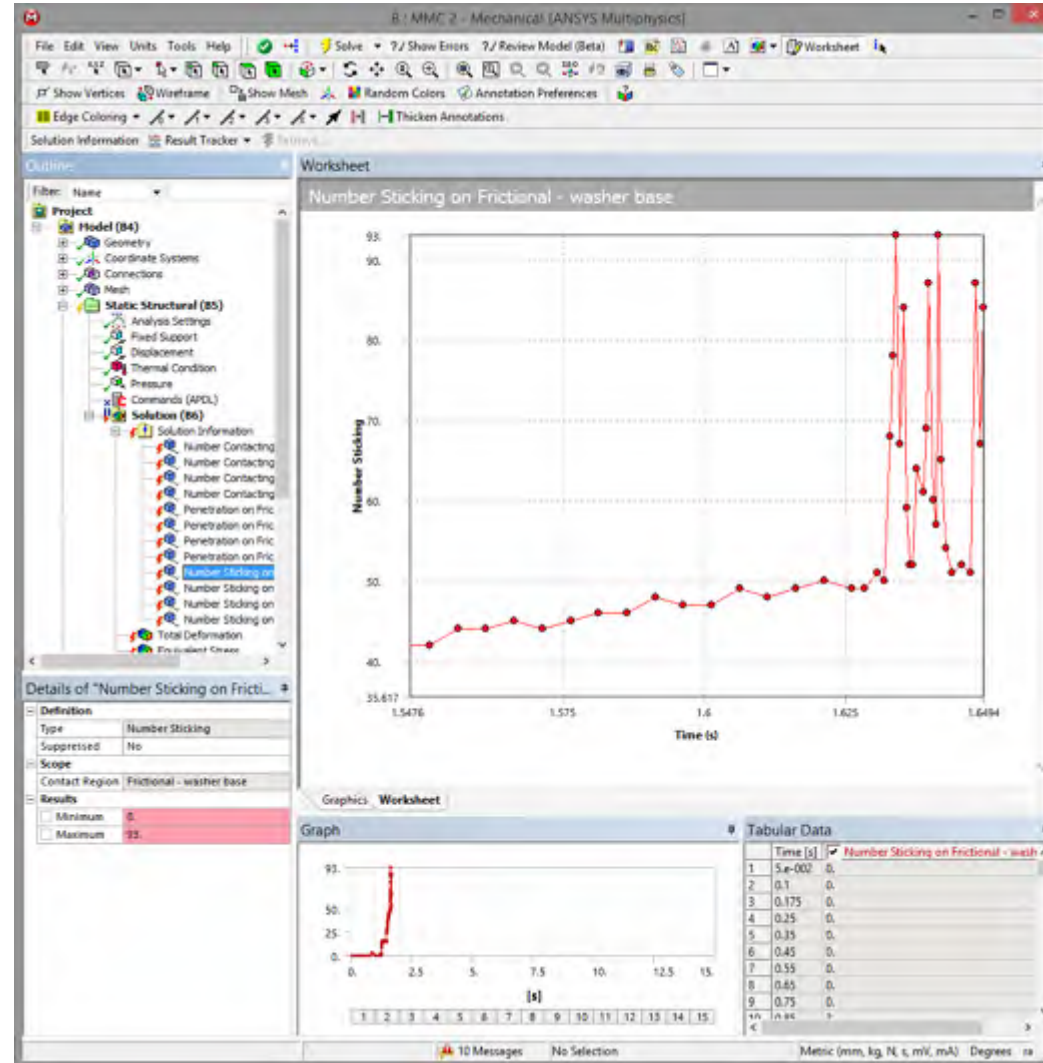 B : MMC 2 - Mechanical [ANSYS Multiphysics]
File Edit View Units Tools Help Solve ?/ Show Errors ?/ Review Model (Beta) Worksheet
Show Vertices Wireframe Show Mesh Random Colors Annotation Preferences
Edge Coloring Thicken Annotations
Solution Information Result Tracker
Outline
Filter: Name
Project
Model (B4)
Geometry
Coordinate Systems
Connections
Mesh
Static Structural (B5)
Analysis Settings
Fixed Support
Displacement
Thermal Condition
Pressure
Commands (APDL)
Solution (B6)
Solution Information
Number Contacting
Number Contacting
Number Contacting
Number Contacting
Penetration on Fric
Penetration on Fric
Penetration on Fric
Penetration on Fric
Number Sticking on
Number Sticking on
Number Sticking on
Number Sticking on
Total Deformation
Equivalent Stress
Details of "Number Sticking on Fricti...
Definition
Type Number Sticking
Suppressed No
Scope
Contact Region Frictional - washer base
Results
Minimum 0.
Maximum 93.
Worksheet
Number Sticking on Frictional - washer base
93.
90.
80.
70.
60.
50.
40.
35.617
Number Sticking
1.5476 1.575 1.6 1.625 1.6494
Time (s)
Graphics Worksheet
Graph
93.
50.
25.
0.
0. 2.5 5. 7.5 10. 12.5 15.
[s]
1 2 3 4 5 6 7 8 9 10 11 12 13 14 15
Tabular Data
Time [s] Number Sticking on Frictional - wash
1 5.e-002 0.
2 0.1 0.
3 0.175 0.
4 0.25 0.
5 0.35 0.
6 0.45 0.
7 0.55 0.
8 0.65 0.
9 0.75 0.
10 0.85
10 Messages No Selection Metric (mm, kg, N, s, mV, mA) Degrees ra